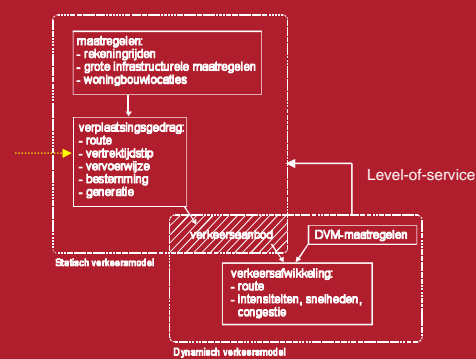 maatregelen:
- rekeningrijden
- grote infrastructurele maatregelen
- woningbouwlocaties
verplaatsingsgedrag:
- route
- vertrektijdstip
- vervoerwijze
- bestemming
- generatie
Level-of-service
verkeersaanbod
DVM-maatregelen
Statisch verkeersmodel
verkeersafwikkeling:
- route
- intensiteiten, snelheden,
congestie
Dynamisch verkeersmodel